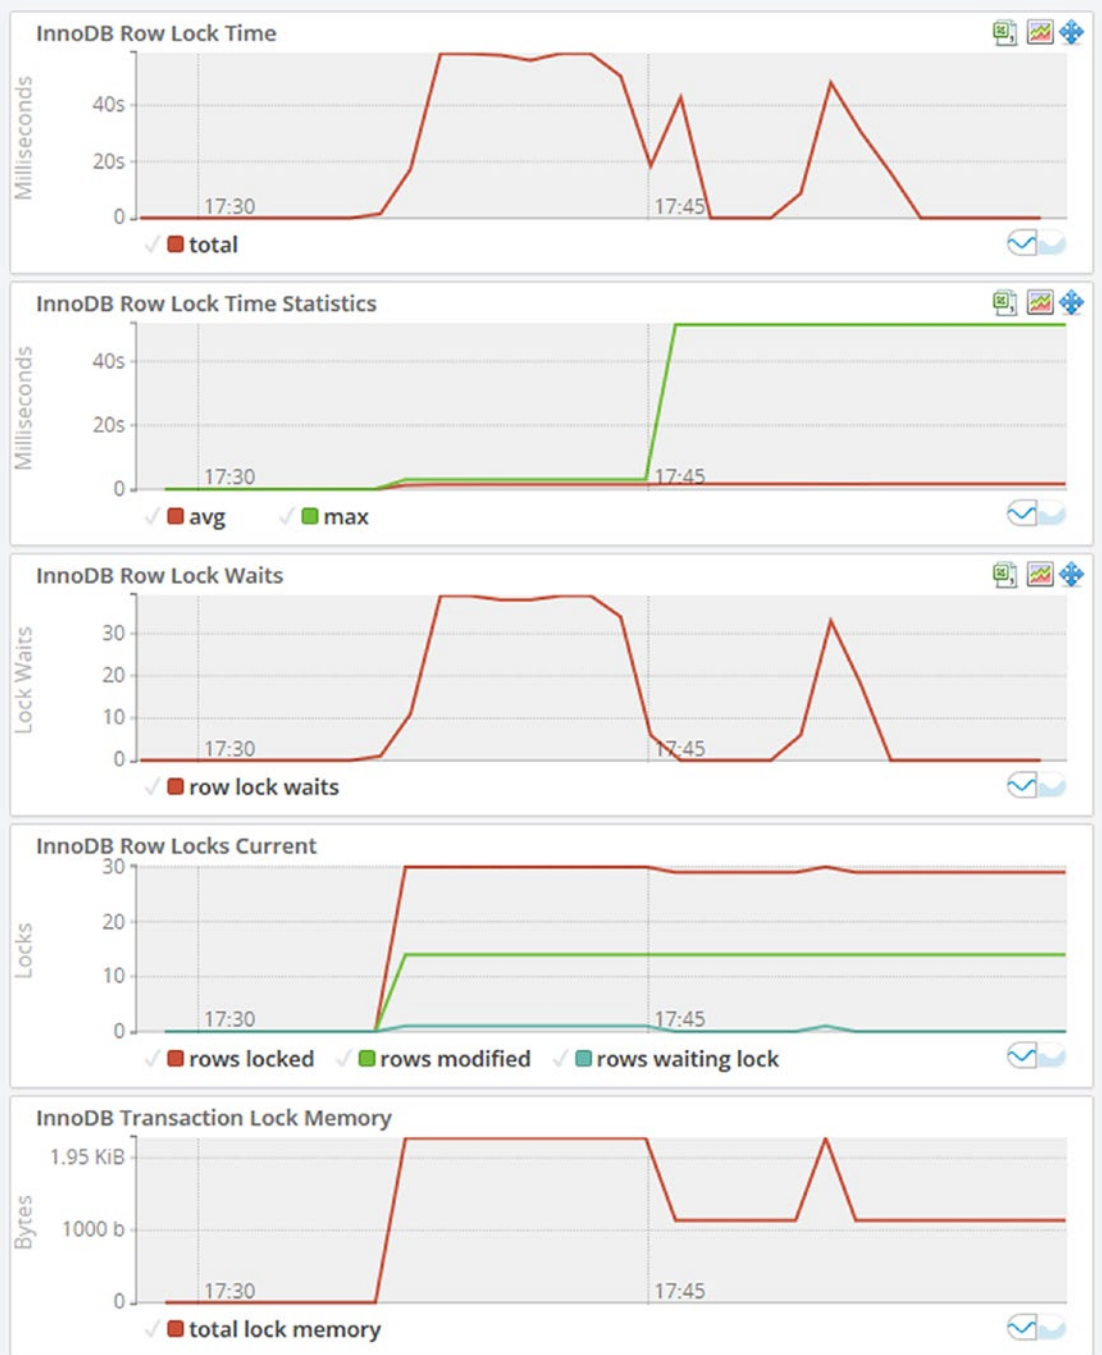 InnoDB Row Lock Time
Milliseconds
40s
20s
0
17:30
17:45
total
InnoDB Row Lock Time Statistics
Milliseconds
40s
20s
0
17:30
17:45
avg max
InnoDB Row Lock Waits
Lock Waits
30
20
10
0
17:30
17:45
row lock waits
InnoDB Row Locks Current
Locks
30
20
10
0
17:30
17:45
rows locked rows modified rows waiting lock
InnoDB Transaction Lock Memory
Bytes
1.95 KiB
1000 b
0
17:30
17:45
total lock memory